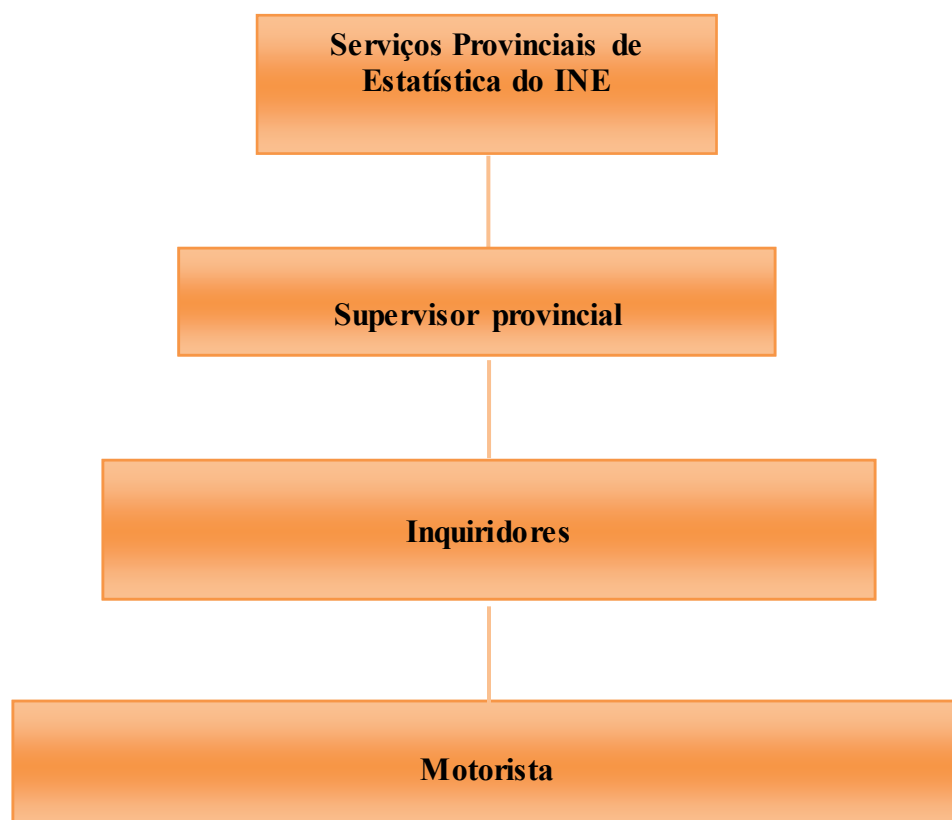 Serviços Provinciais de
Estatística do INE
Supervisor provincial
Inquiridores
Motorista